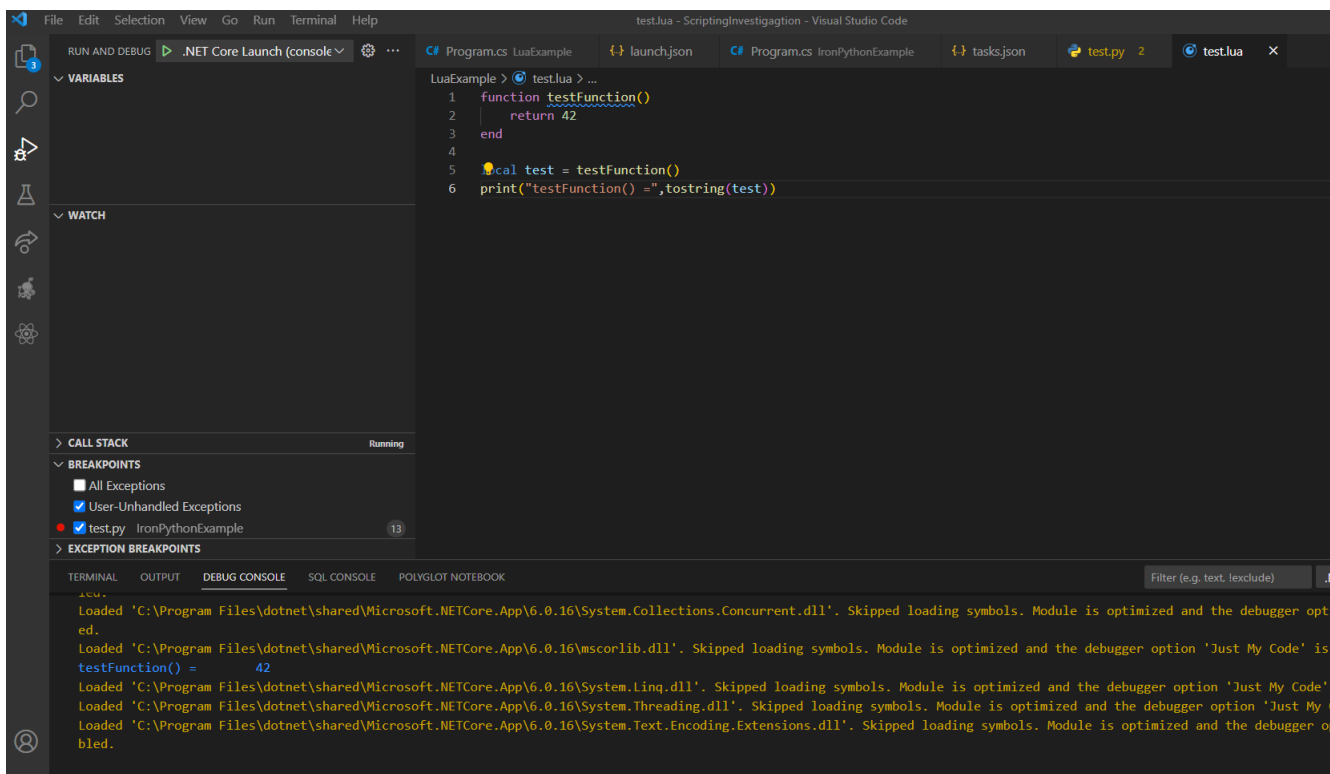 File Edit Selection View Go Run Terminal Help
test.lua - ScriptingInvestigagtion - Visual Studio Code
3
RUN AND DEBUG .NET Core Launch (console
C# Program.cs LuaExample
{..} launch.json
C# Program.cs IronPythonExample
{..} tasks.json
test.py 2
test.lua
VARIABLES
WATCH
CALL STACK Running
BREAKPOINTS
All Exceptions
User-Unhandled Exceptions
test.py IronPythonExample 13
EXCEPTION BREAKPOINTS
LuaExample > test.lua > ...
1 function testFunction()
2 return 42
3 end
4
5 cal test = testFunction()
6 print("testFunction() =",tostring(test))
TERMINAL OUTPUT DEBUG CONSOLE SQL CONSOLE POLYGLOT NOTEBOOK
Filter (e.g. text, !exclude)
Loaded 'C:\Program Files\dotnet\shared\Microsoft.NETCore.App\6.0.16\System.Collections.Concurrent.dll'. Skipped loading symbols. Module is optimized and the debugger opt
ed.
Loaded 'C:\Program Files\dotnet\shared\Microsoft.NETCore.App\6.0.16\mscorlib.dll'. Skipped loading symbols. Module is optimized and the debugger option 'Just My Code' is
testFunction() = 42
Loaded 'C:\Program Files\dotnet\shared\Microsoft.NETCore.App\6.0.16\System.Linq.dll'. Skipped loading symbols. Module is optimized and the debugger option 'Just My Code'
Loaded 'C:\Program Files\dotnet\shared\Microsoft.NETCore.App\6.0.16\System.Threading.dll'. Skipped loading symbols. Module is optimized and the debugger option 'Just My
Loaded 'C:\Program Files\dotnet\shared\Microsoft.NETCore.App\6.0.16\System.Text.Encoding.Extensions.dll'. Skipped loading symbols. Module is optimized and the debugger
bled.